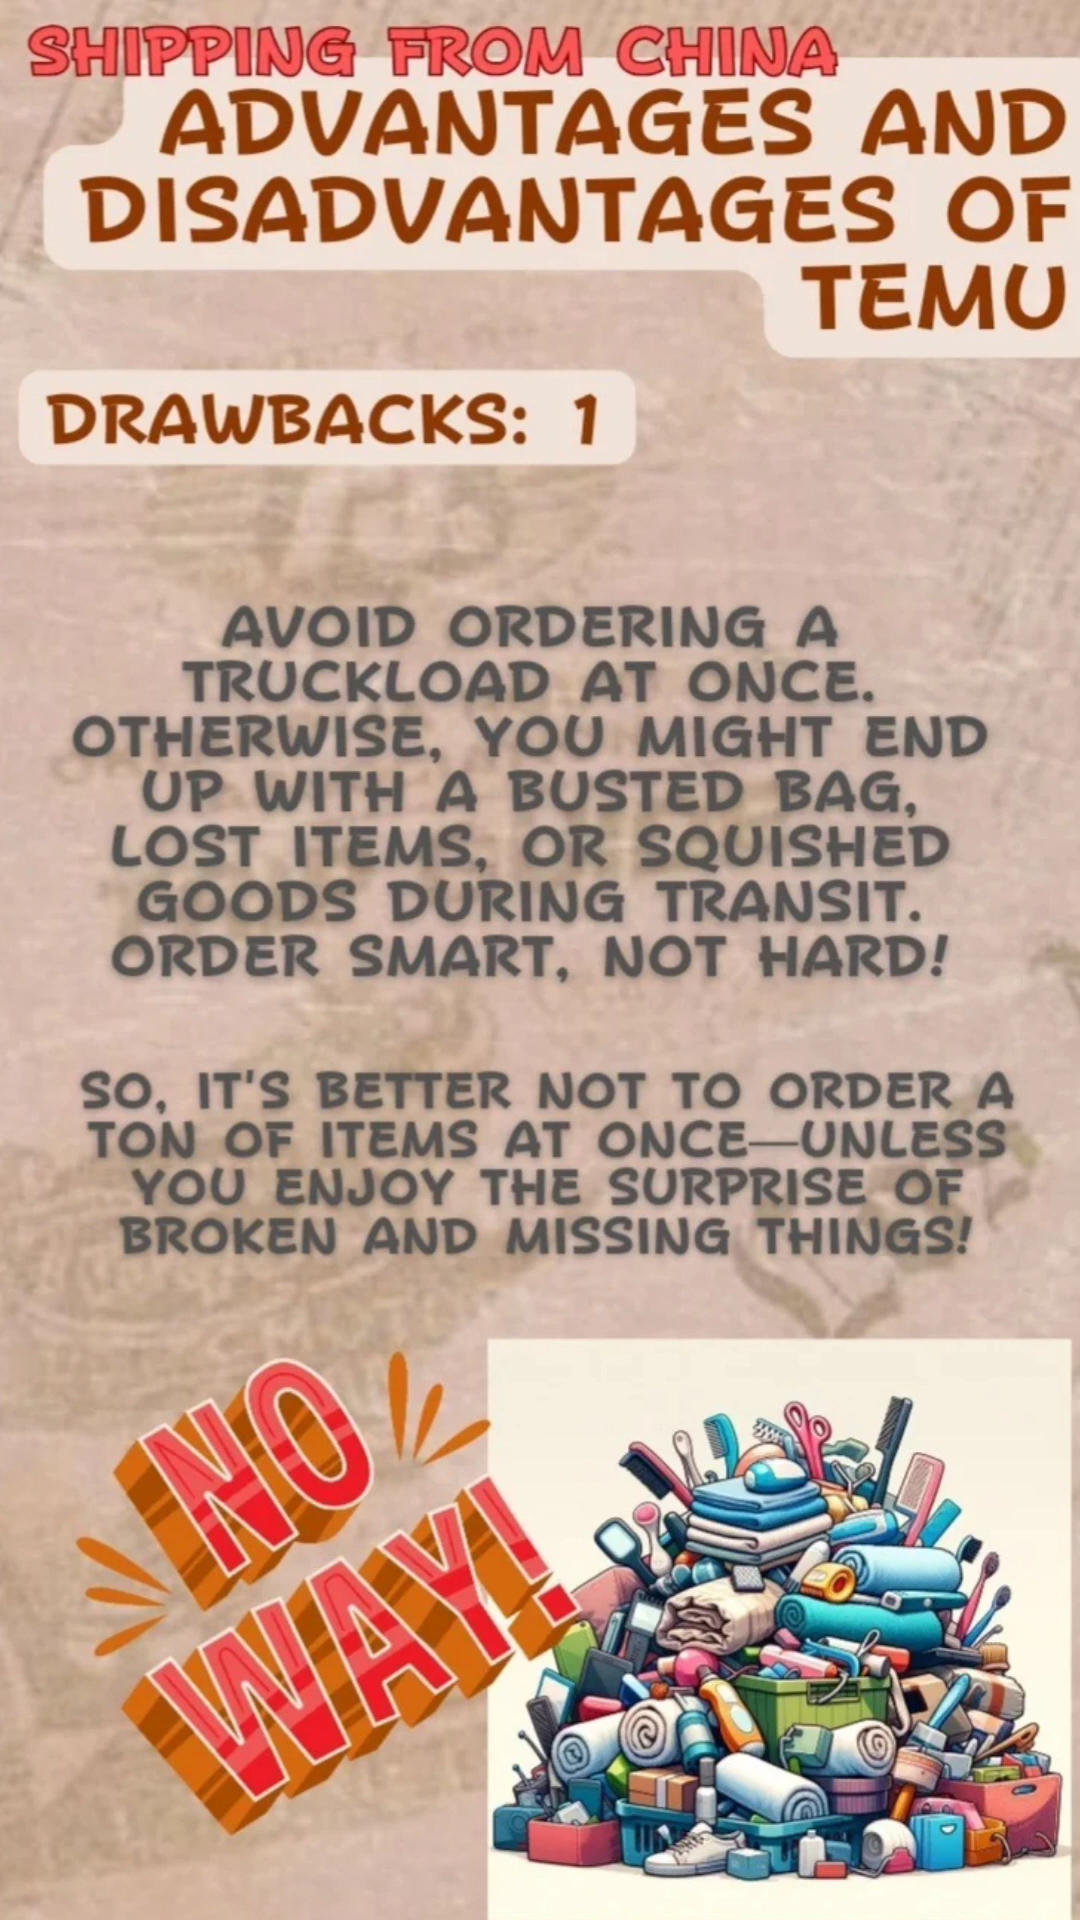 SHIPPING FROM CHINA
ADVANTAGES AND
DISADVANTAGES OF
TEMU
DRAWBACKS: 1
AVOID ORDERING A
TRUCKLOAD AT ONCE.
OTHERWISE, YOU MIGHT END
UP WITH A BUSTED BAG,
LOST ITEMS, OR SQUISHED
GOODS DURING TRANSIT.
ORDER SMART, NOT HARD!
SO, IT'S BETTER NOT TO ORDER A
TON OF ITEMS AT ONCE—UNLESS
YOU ENJOY THE SURPRISE OF
BROKEN AND MISSING THINGS!
NO
WAY!